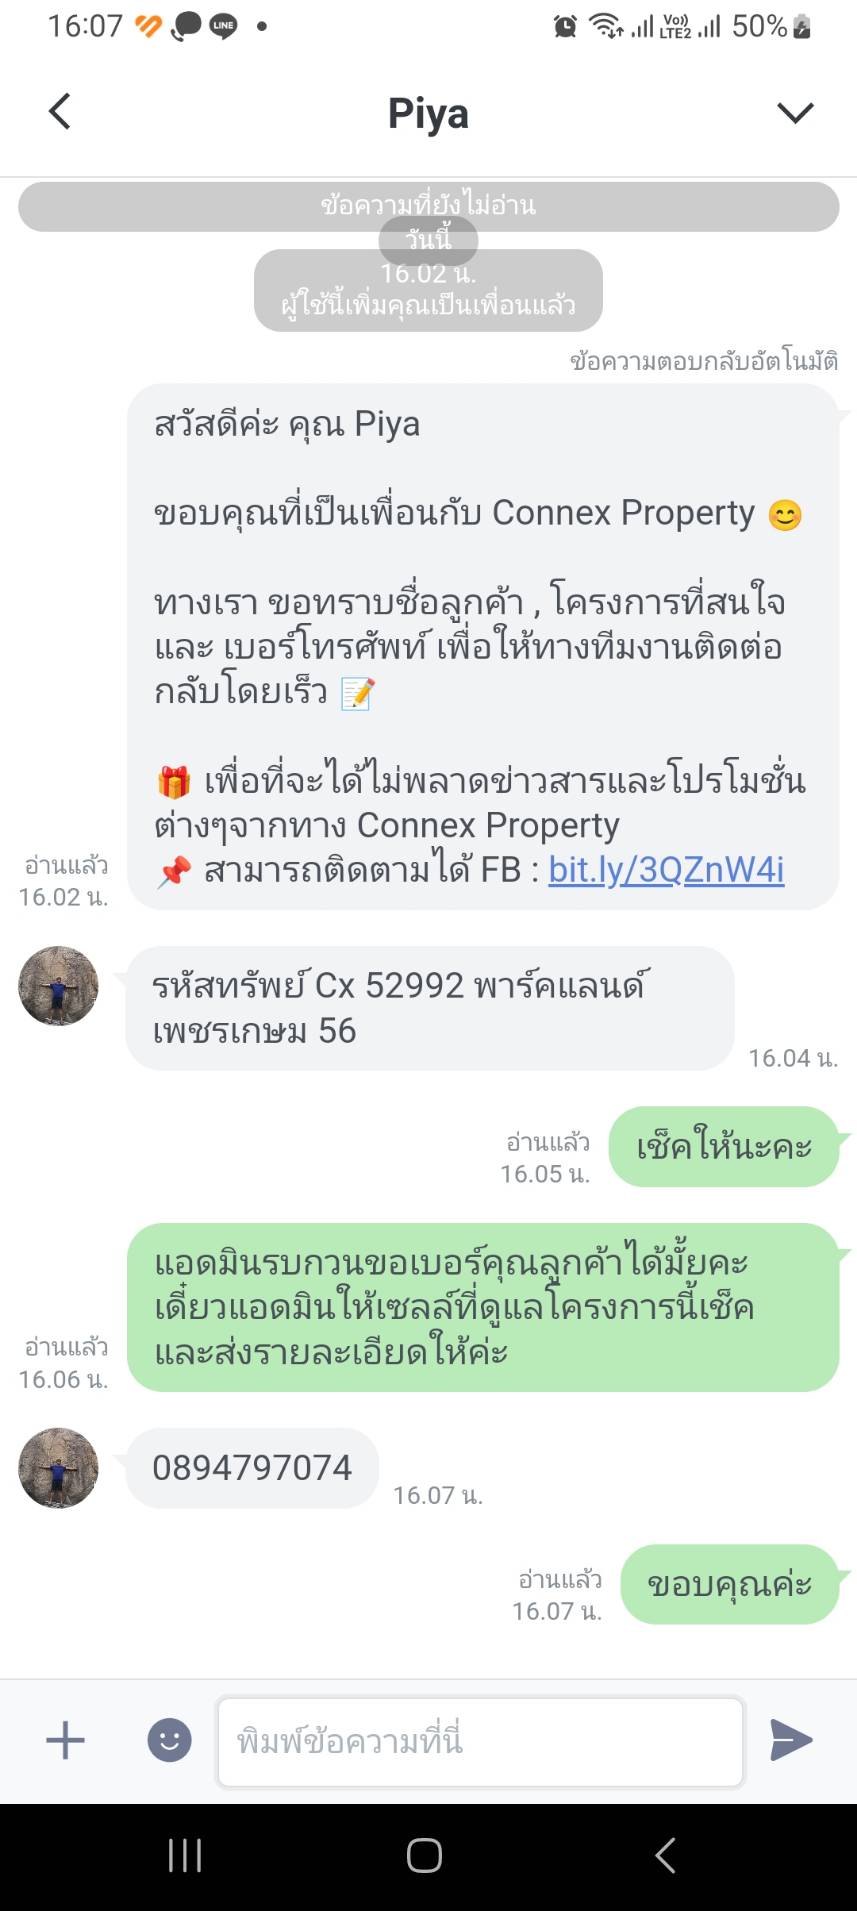 16:07
LINE
Vo))
LTE2
50%
Piya
ข้อความที่ยังไม่อ่าน
วันนี้
16.02 น.
ผู้ใช้นี้เพิ่มคุณเป็นเพื่อนแล้ว
ข้อความตอบกลับอัตโนมัติ
สวัสดีค่ะ คุณ Piya
ขอบคุณที่เป็นเพื่อนกับ Connex Property 😊
ทางเรา ขอทราบชื่อลูกค้า , โครงการที่สนใจ
และ เบอร์โทรศัพท์ เพื่อให้ทางทีมงานติดต่อ
กลับโดยเร็ว 📝
🎁 เพื่อที่จะได้ไม่พลาดข่าวสารและโปรโมชั่น
ต่างๆจากทาง Connex Property
📌 สามารถติดตามได้ FB : bit.ly/3QZnW4i
อ่านแล้ว
16.02 น.
รหัสทรัพย์ Cx 52992 พาร์คแลนด์
เพชรเกษม 56
16.04 น.
เช็คให้นะคะ
อ่านแล้ว
16.05 น.
แอดมินรบกวนขอเบอร์คุณลูกค้าได้มั้ยคะ
เดี๋ยวแอดมินให้เซลล์ที่ดูแลโครงการนี้เช็ค
และส่งรายละเอียดให้ค่ะ
อ่านแล้ว
16.06 น.
0894797074
16.07 น.
ขอบคุณค่ะ
อ่านแล้ว
16.07 น.
พิมพ์ข้อความที่นี่